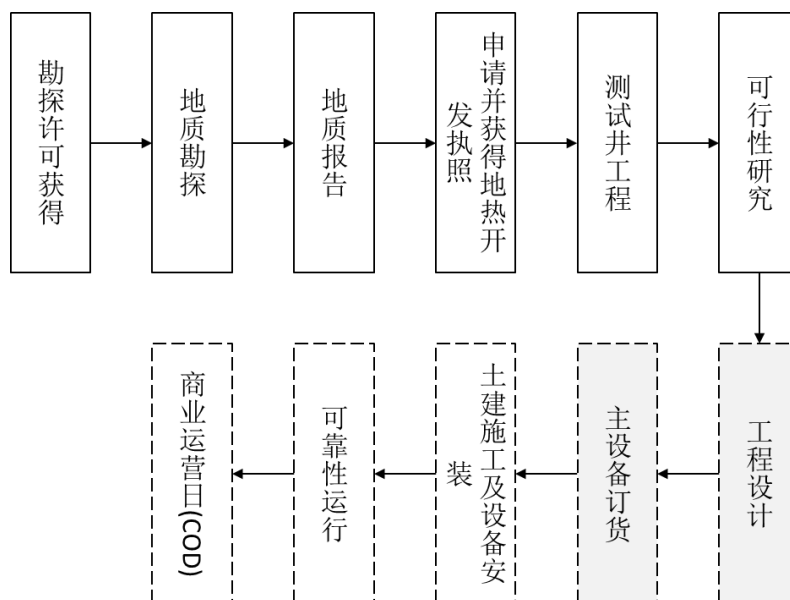 勘探许可获得
地质勘探
地质报告
申请并获得地热开
发执照
测试井工程
可行性研究
工程设计
主设备订货
土建施工及设备安
装
可靠性运行
商业运营日(COD)